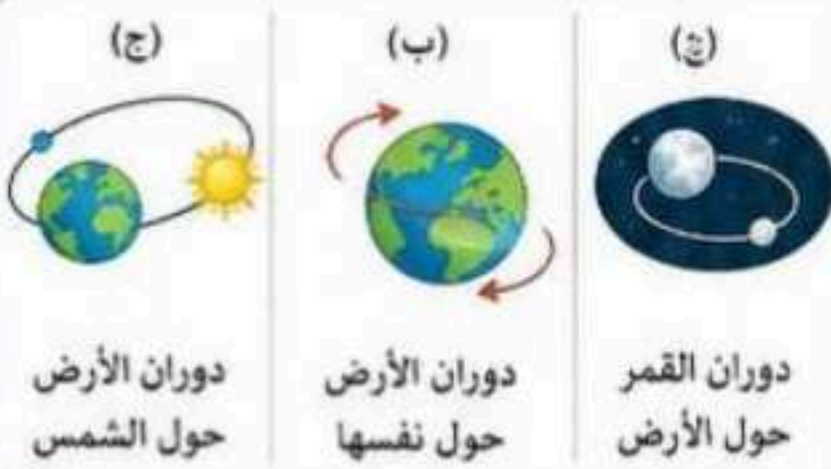 (ب)
(ج)
دوران القمر
حول الأرض
دوران الأرض
حول نفسها
دوران الأرض
حول الشمس